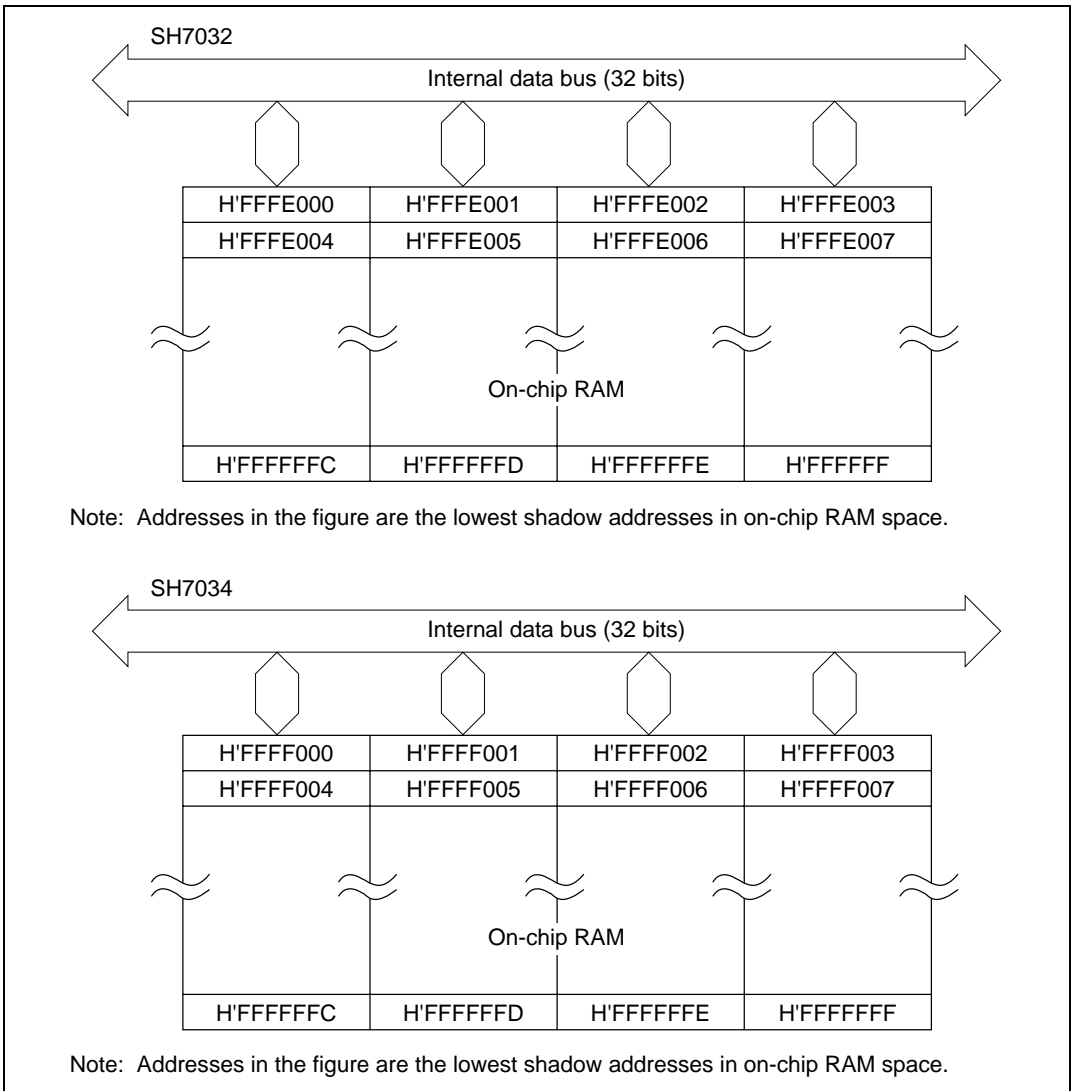 SH7032
Internal data bus (32 bits)
H'FFFE000 H'FFFE001 H'FFFE002 H'FFFE003
H'FFFE004 H'FFFE005 H'FFFE006 H'FFFE007
On-chip RAM
H'FFFFFFC H'FFFFFFD H'FFFFFFE H'FFFFFF
Note: Addresses in the figure are the lowest shadow addresses in on-chip RAM space.
SH7034
Internal data bus (32 bits)
H'FFFF000 H'FFFF001 H'FFFF002 H'FFFF003
H'FFFF004 H'FFFF005 H'FFFF006 H'FFFF007
On-chip RAM
H'FFFFFFC H'FFFFFFD H'FFFFFFE H'FFFFFFF
Note: Addresses in the figure are the lowest shadow addresses in on-chip RAM space.